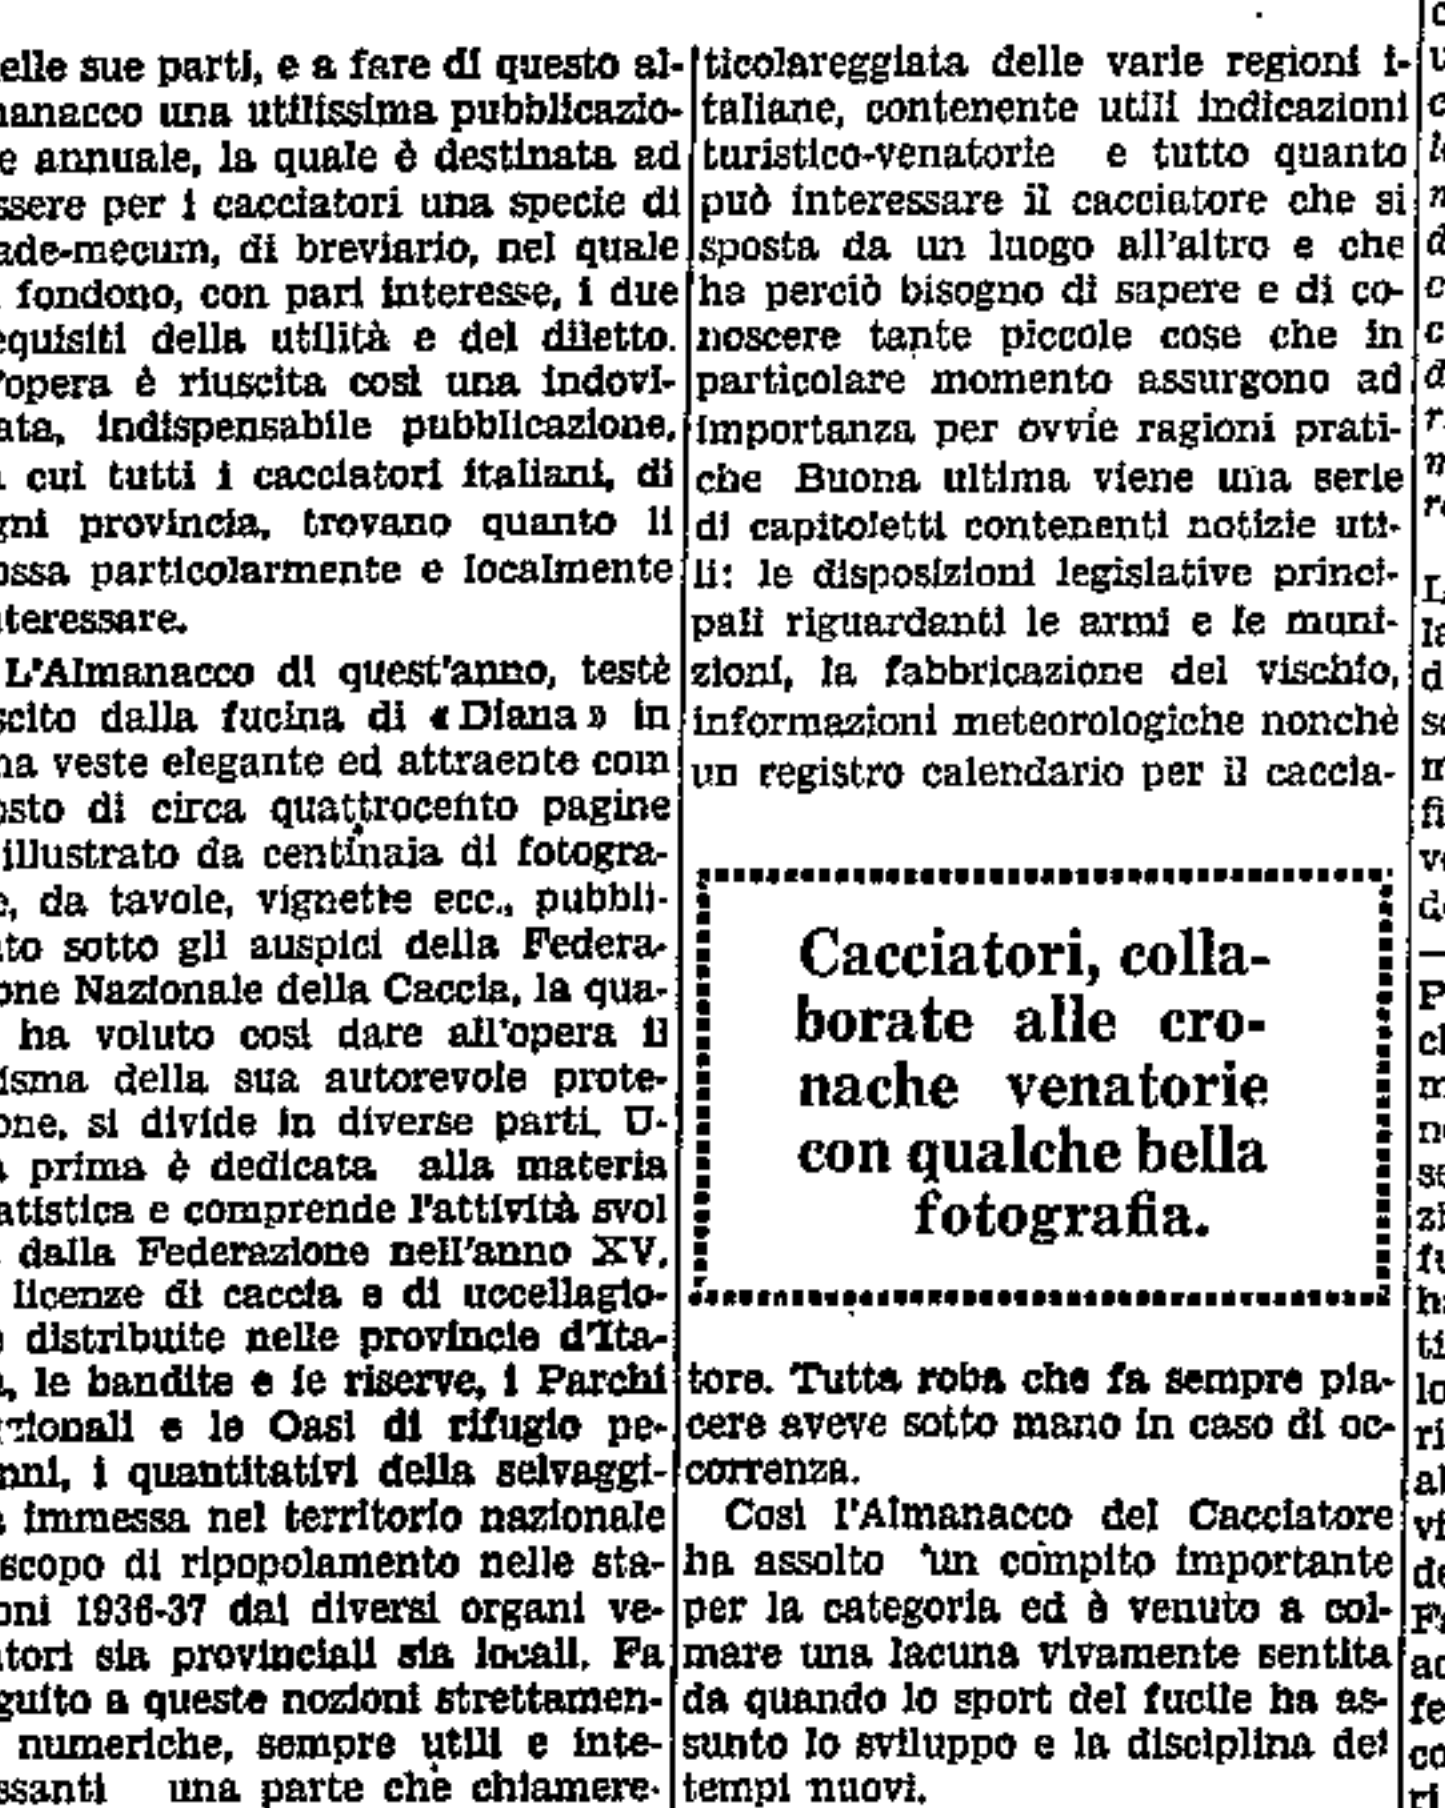 elle sue parti, e a fare di questo al-
manacco una utilissima pubblicazio-
e annuale, la quale è destinata ad
ssere per i cacciatori una specie di
ade-mecum, di breviario, nel quale
fondono, con pari interesse, i due
equisiti della utilità e del diletto.
'opera è riuscita così una indovi-
ata, indispensabile pubblicazione,
cui tutti i cacciatori italiani, di
gni provincia, trovano quanto li
ossa particolarmente e localmente
nteressare.
L'Almanacco di quest'anno, testè
scito dalla fucina di « Diana » in
na veste elegante ed attraente com
osto di circa quattrocento pagine
illustrato da centinaia di fotogra-
e, da tavole, vignette ecc., pubbli-
ato sotto gli auspici della Federa-
one Nazionale della Caccia, la qua-
ha voluto così dare all'opera il
isma della sua autorevole prote-
one, si divide in diverse parti. U-
a prima è dedicata alla materia
atistica e comprende l'attività svol
dalla Federazione nell'anno XV,
licenze di caccia e di uccellagio-
e distribuite nelle provincie d'Ita-
a, le bandite e le riserve, i Parchi
zionali e le Oasi di rifugio pe-
nni, i quantitativi della selvaggi-
a immessa nel territorio nazionale
scopo di ripopolamento nelle sta-
oni 1936-37 dai diversi organi ve-
atori sia provinciali sia locali. Fa
guito a queste nozioni strettamen-
numeriche, sempre utili e inte-
ssanti una parte che chiamere-
ticolareggiata delle varie regioni i-
taliane, contenente utili indicazioni
turistico-venatorie e tutto quanto
può interessare il cacciatore che si
sposta da un luogo all'altro e che
ha perciò bisogno di sapere e di co-
noscere tante piccole cose che in
particolare momento assurgono ad
importanza per ovvie ragioni prati-
che Buona ultima viene una serie
di capitoletti contenenti notizie uti-
li: le disposizioni legislative princi-
pali riguardanti le armi e le muni-
zioni, la fabbricazione del vischio,
informazioni meteorologiche nonchè
un registro calendario per il caccia-
Cacciatori, colla-
borate alle cro-
nache venatorie
con qualche bella
fotografia.
tore. Tutta roba che fa sempre pia-
cere aveve sotto mano in caso di oc-
correnza.
Così l'Almanacco del Cacciatore
ha assolto un compito importante
per la categoria ed è venuto a col-
mare una lacuna vivamente sentita
da quando lo sport del fucile ha as-
sunto lo sviluppo e la disciplina dei
tempi nuovi.